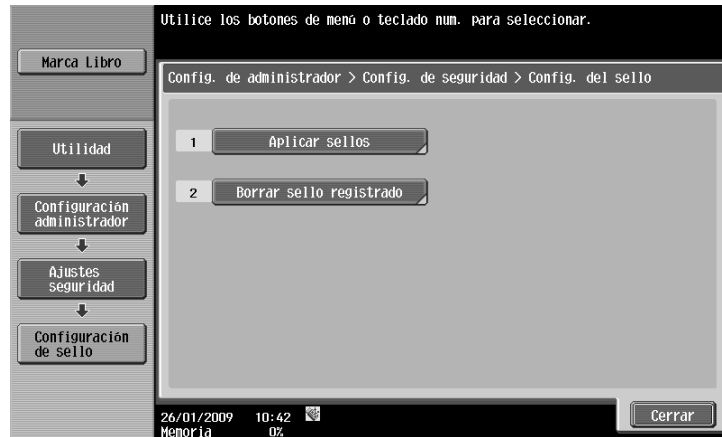 Utilice los botones de menú o teclado num. para seleccionar.
Marca Libro
Config. de administrador > Config. de seguridad > Config. del sello
1 Aplicar sellos
2 Borrar sello registrado
Utilidad
Configuración
administrador
Ajustes
seguridad
Configuración
de sello
26/01/2009 10:42
Memoria 0%
Cerrar